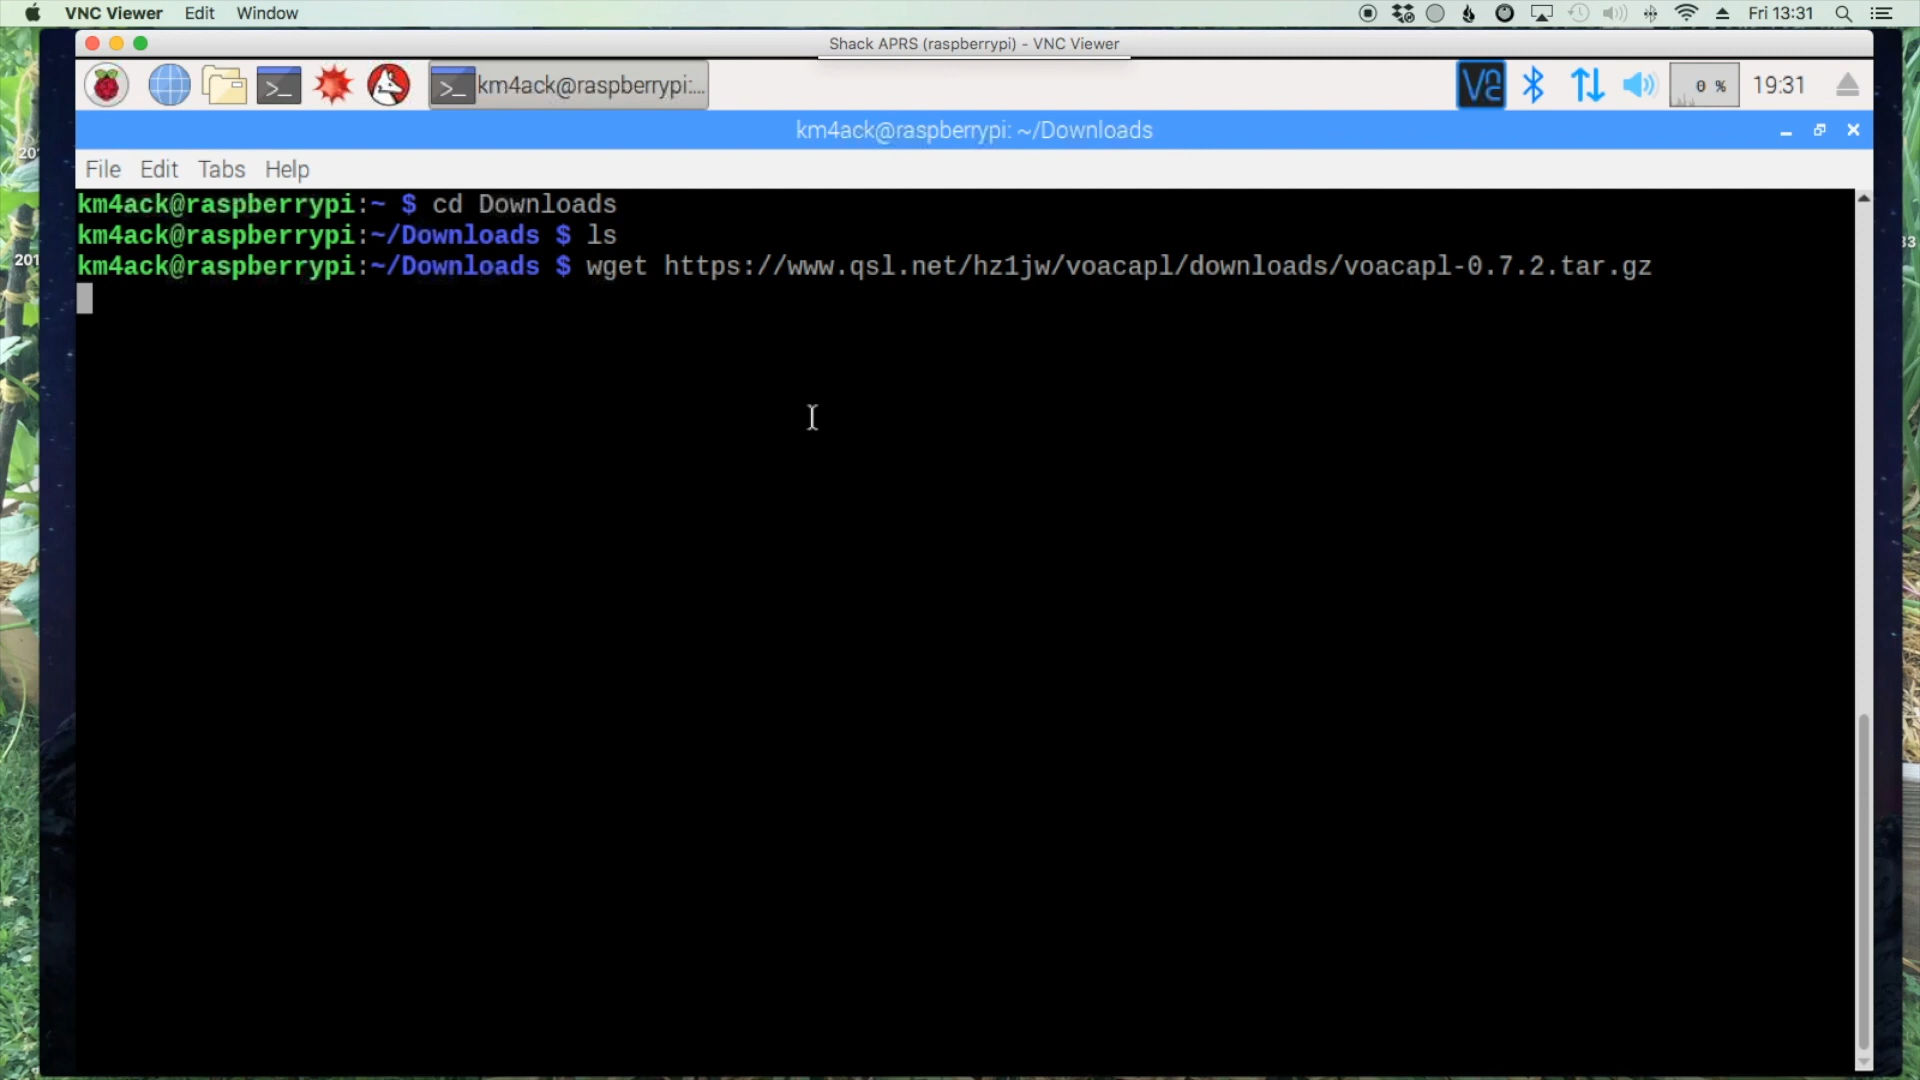 VNC Viewer Edit Window Fri 13:31
Shack APRS (raspberrypi) - VNC Viewer
km4ack@raspberrypi:... 0 % 19:31
km4ack@raspberrypi: ~/Downloads
File Edit Tabs Help
km4ack@raspberrypi:~ $ cd Downloads
km4ack@raspberrypi:~/Downloads $ ls
km4ack@raspberrypi:~/Downloads $ wget https://www.qsl.net/hz1jw/voacapl/downloads/voacapl-0.7.2.tar.gz